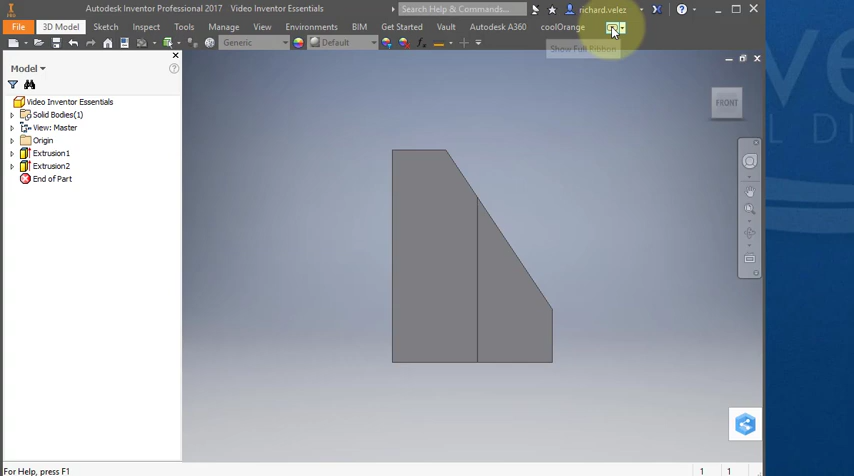 Autodesk Inventor Professional 2017 Video Inventor Essentials Search Help & Commands... richard.velez
File 3D Model Sketch Inspect Tools Manage View Environments BIM Get Started Vault Autodesk A360 coolOrange
Generic Default
Show Full Ribbon
Model
FRONT
Video Inventor Essentials
Solid Bodies(1)
View: Master
Origin
Extrusion1
Extrusion2
End of Part
For Help, press F1 1 1